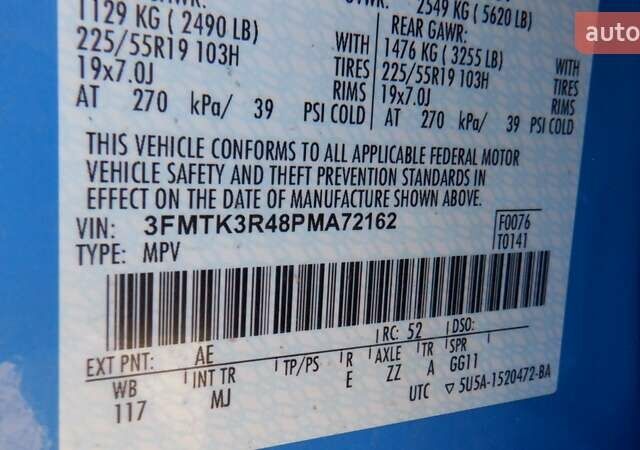 1129 KG ( 2490 LB)
225/55R19 103H WITH
19x7.0J TIRES
RIMS
AT 270 kPa/ 39 PSI COLD
2549 KG ( 5620 LB)
REAR GAWR:
1476 KG ( 3255 LB) WITH
225/55R19 103H TIRES
19x7.0J RIMS
AT 270 kPa/ 39 PSI COLD
THIS VEHICLE CONFORMS TO ALL APPLICABLE FEDERAL MOTOR
VEHICLE SAFETY AND THEFT PREVENTION STANDARDS IN
EFFECT ON THE DATE OF MANUFACTURE SHOWN ABOVE.
VIN: 3FMTK3R48PMA72162 F0076
TYPE: MPV T0141
RC: 52 DSO:
EXT PNT: AE
WB INT TR TP/PS R AXLE TR SPR
117 MJ E ZZ A GG11
UTC ▽5U5A-1520472-BA
auto